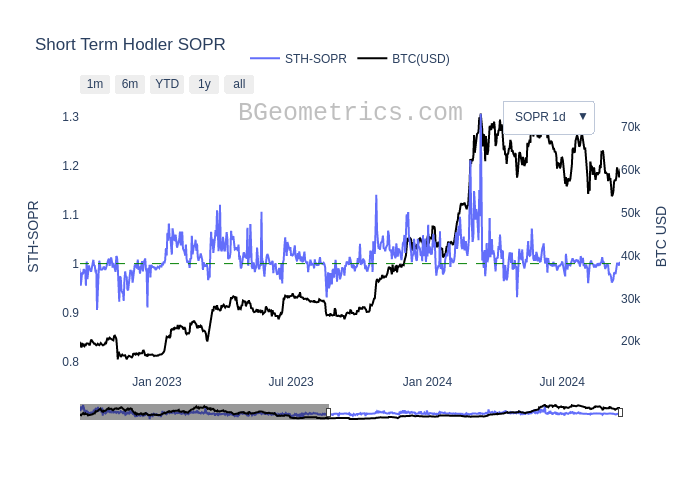 Short Term Hodler SOPR
STH-SOPR
BTC(USD)
1m
6m
YTD
1y
all
BGeometrics.com
SOPR 1d
▼
1.3
1.2
1.1
1
0.9
0.8
STH-SOPR
70k
60k
50k
40k
30k
20k
BTC USD
Jan 2023
Jul 2023
Jan 2024
Jul 2024